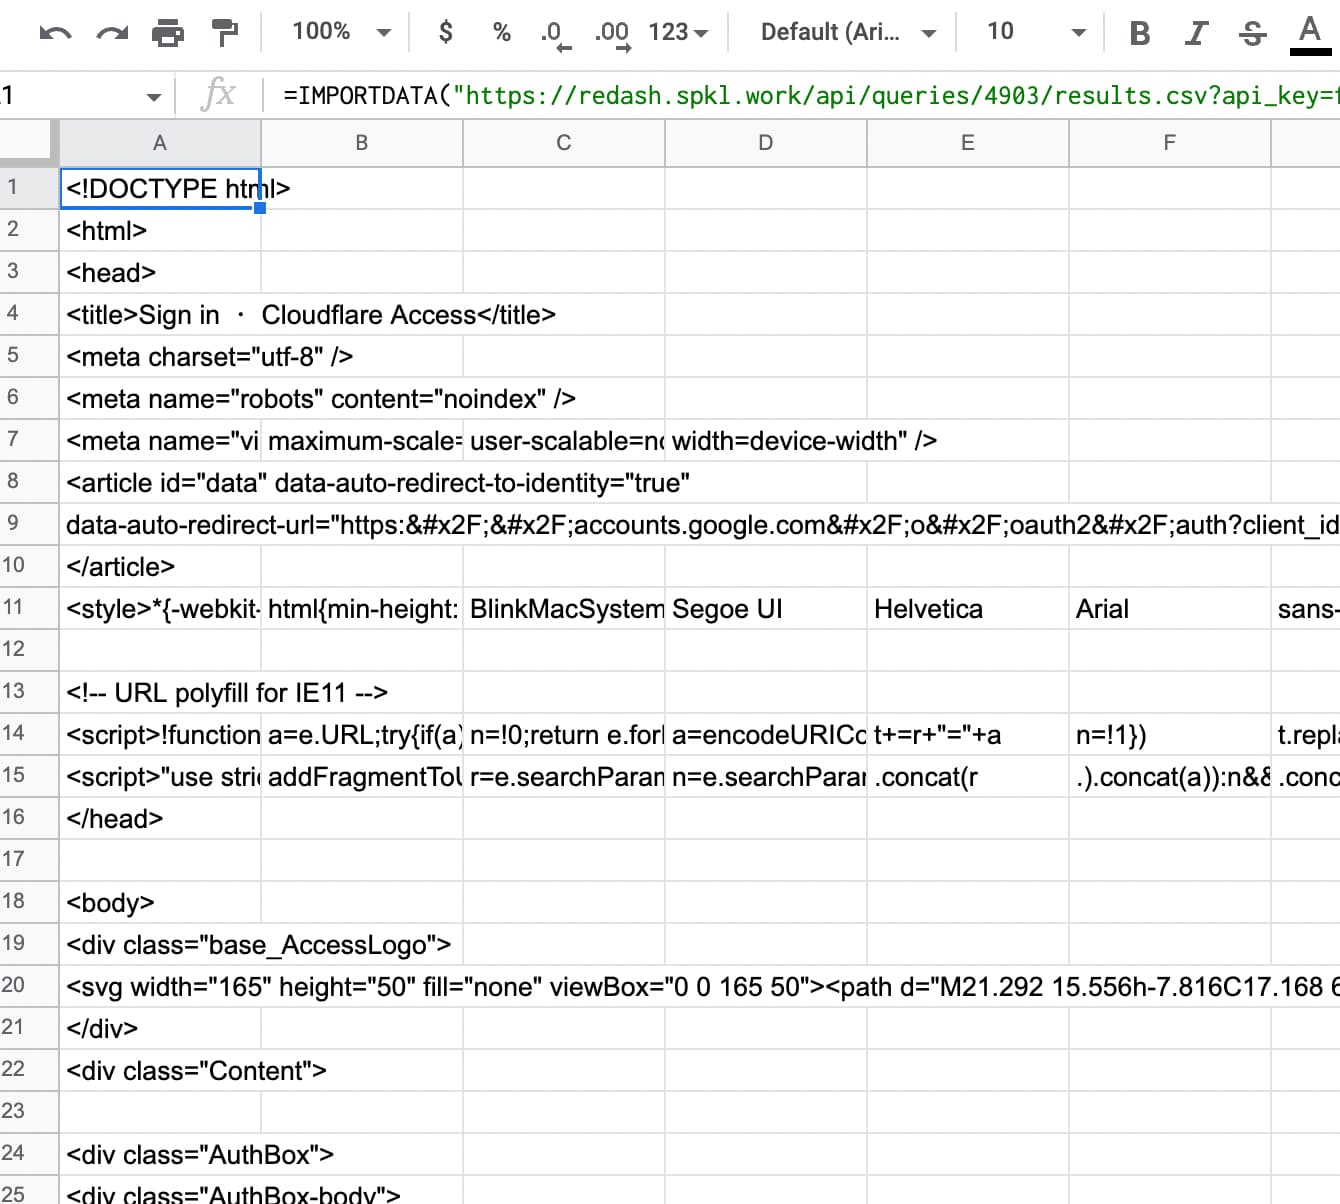 100% $ % .0 .00 123 Default (Ari... 10 B I S A
1 fx =IMPORTDATA("https://redash.spkl.work/api/queries/4903/results.csv?api_key=
A B C D E F
1 <!DOCTYPE html>
2 <html>
3 <head>
4 <title>Sign in · Cloudflare Access</title>
5 <meta charset="utf-8" />
6 <meta name="robots" content="noindex" />
7 <meta name="vi maximum-scale= user-scalable=no width=device-width" />
8 <article id="data" data-auto-redirect-to-identity="true"
9 data-auto-redirect-url="https:&#x2F;&#x2F;accounts.google.com&#x2F;o&#x2F;oauth2&#x2F;auth?client_id
10 </article>
11 <style>*{-webkit- html{min-height: BlinkMacSystem Segoe UI Helvetica Arial sans-
12
13 <!-- URL polyfill for IE11 -->
14 <script>!function a=e.URL;try{if(a) n=!0;return e.forl a=encodeURICo t+=r+"="+a n=!1}) t.repla
15 <script>"use stri addFragmentToU r=e.searchParan n=e.searchParar .concat(r .).concat(a)):n&& .conc
16 </head>
17
18 <body>
19 <div class="base_AccessLogo">
20 <svg width="165" height="50" fill="none" viewBox="0 0 165 50"><path d="M21.292 15.556h-7.816C17.168 6
21 </div>
22 <div class="Content">
23
24 <div class="AuthBox">
25 <div class="AuthBox-body">